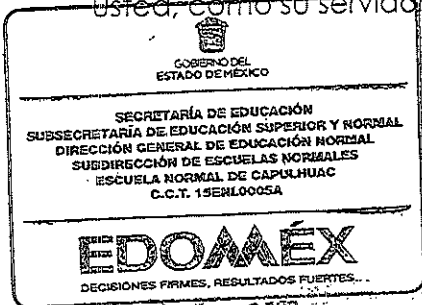 usted, como su servido
GOBIERNO DEL
ESTADO DE MÉXICO
SECRETARÍA DE EDUCACIÓN
SUBSECRETARÍA DE EDUCACIÓN SUPERIOR Y NORMAL
DIRECCIÓN GENERAL DE EDUCACIÓN NORMAL
SUBDIRECCIÓN DE ESCUELAS NORMALES
ESCUELA NORMAL DE CAPULHUAC
C.C.T. 15ENL0005A
EDOMÉX
DECISIONES FIRMES, RESULTADOS FUERTES.